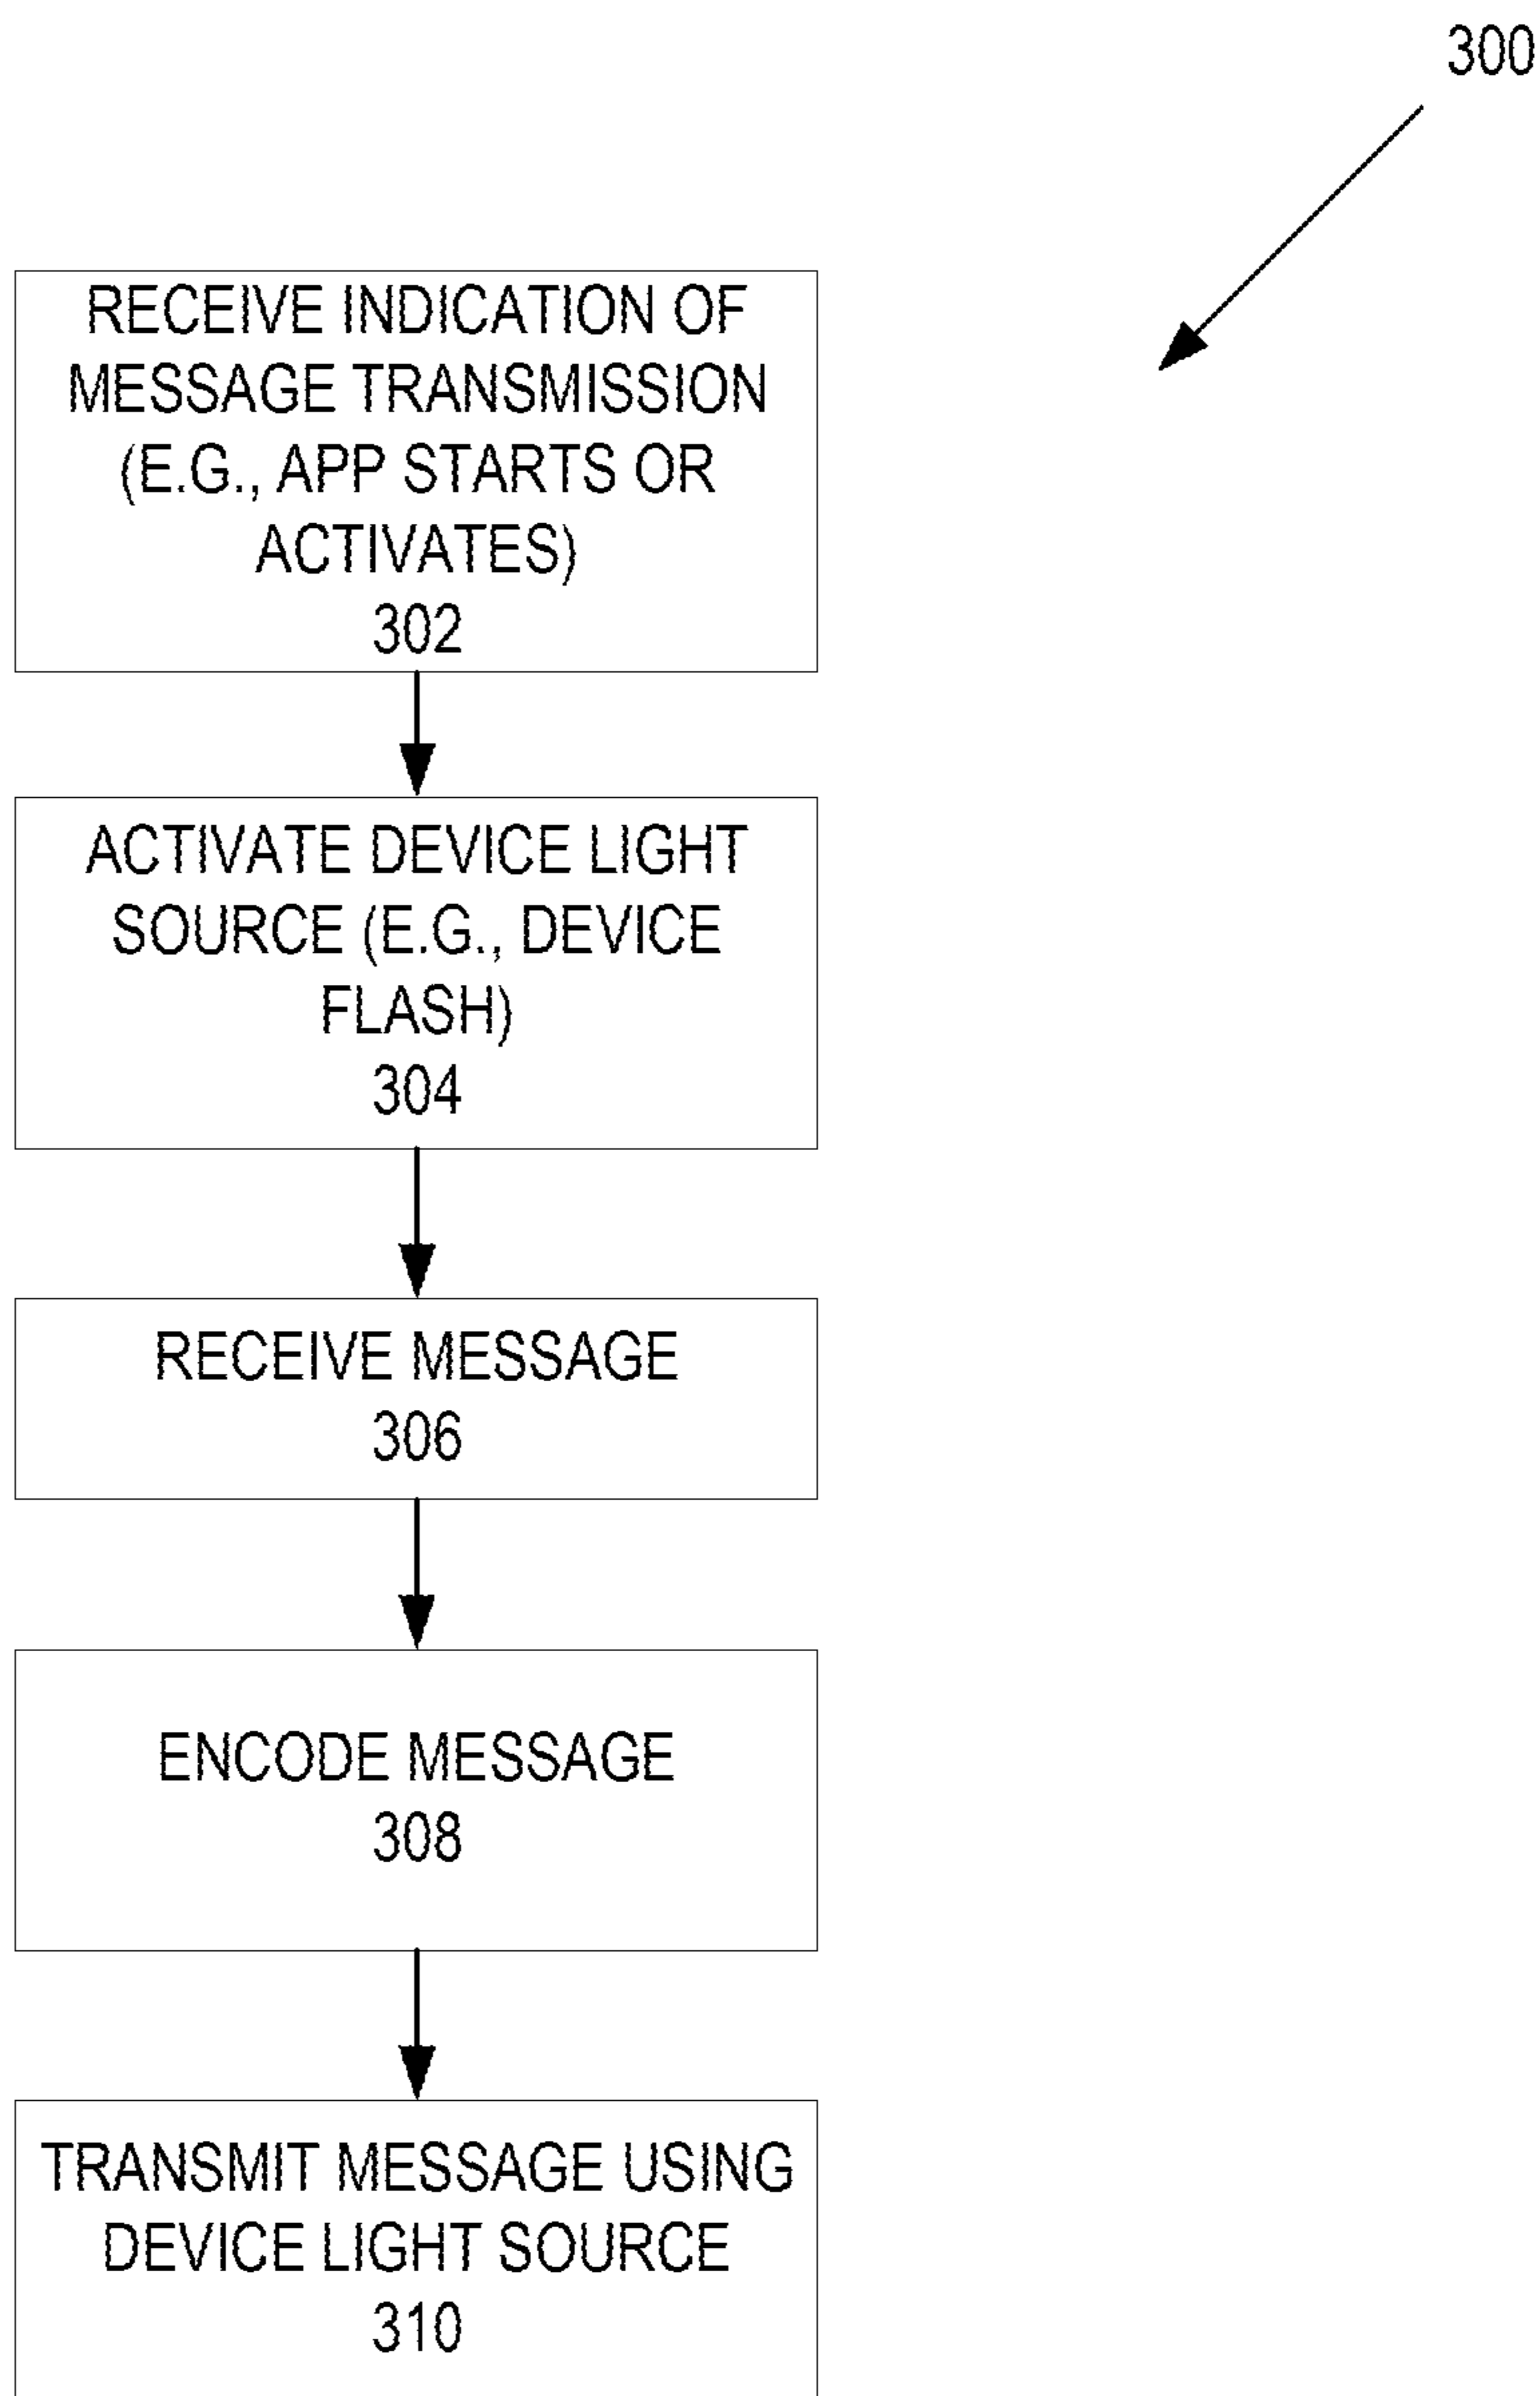 300
RECEIVE INDICATION OF
MESSAGE TRANSMISSION
(E.G., APP STARTS OR
ACTIVATES)
302
ACTIVATE DEVICE LIGHT
SOURCE (E.G., DEVICE
FLASH)
304
RECEIVE MESSAGE
306
ENCODE MESSAGE
308
TRANSMIT MESSAGE USING
DEVICE LIGHT SOURCE
310